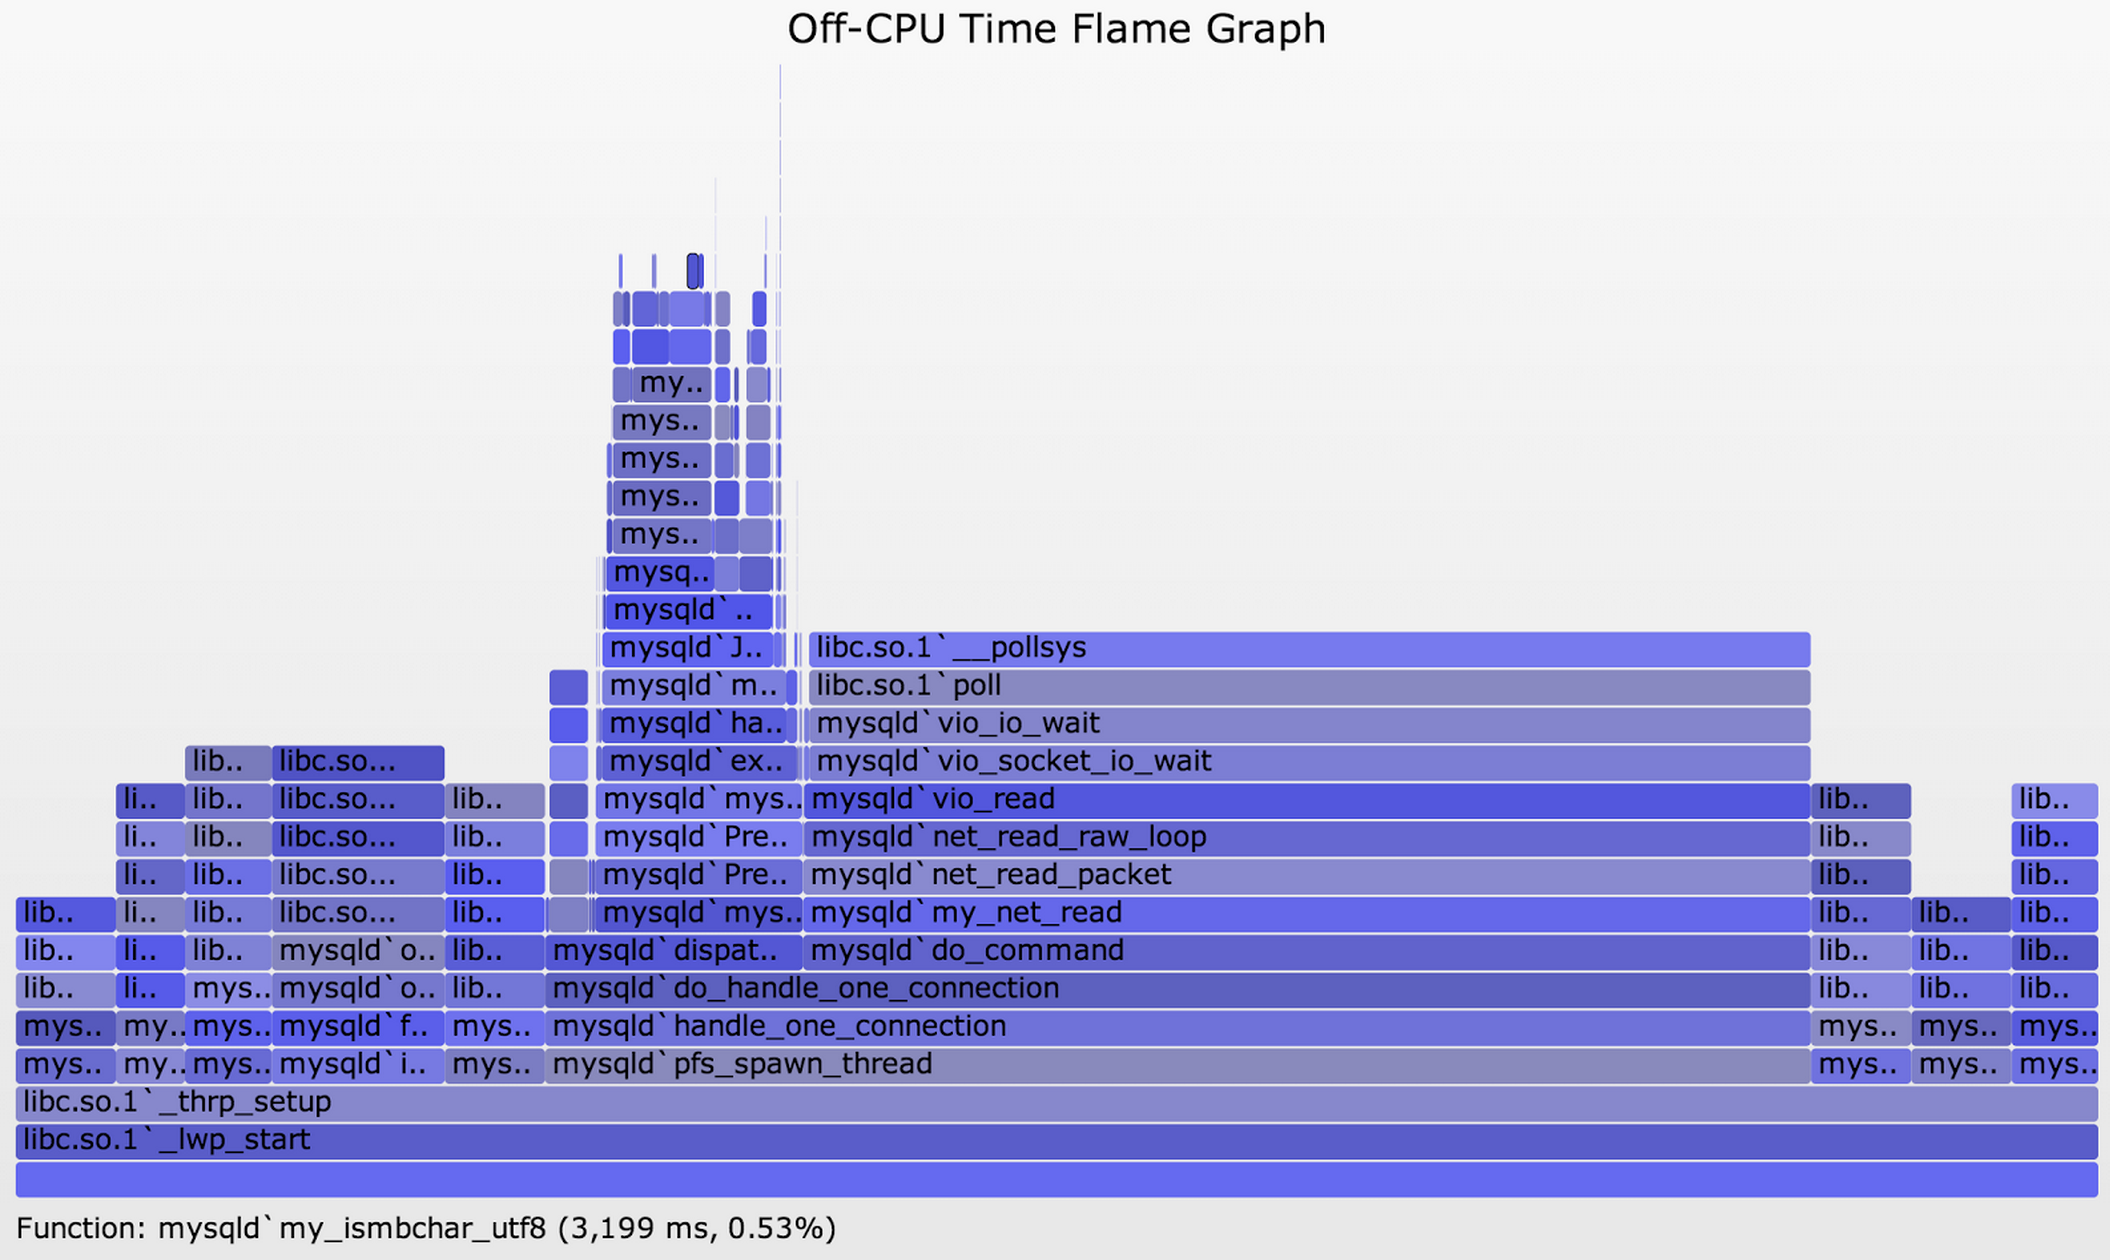 Off-CPU Time Flame Graph
my..
mys..
mys..
mys..
mys..
mysq..
mysqld`..
mysqld`J.. libc.so.1`__pollsys
mysqld`m.. libc.so.1`poll
mysqld`ha.. mysqld`vio_io_wait
lib.. libc.so... mysqld`ex.. mysqld`vio_socket_io_wait
li.. lib.. libc.so... lib.. mysqld`mys.. mysqld`vio_read lib.. lib..
li.. lib.. libc.so... lib.. mysqld`Pre.. mysqld`net_read_raw_loop lib.. lib..
li.. lib.. libc.so... lib.. mysqld`Pre.. mysqld`net_read_packet lib.. lib..
lib.. li.. lib.. libc.so... lib.. mysqld`mys.. mysqld`my_net_read lib.. lib.. lib..
lib.. li.. lib.. mysqld`o.. lib.. mysqld`dispat.. mysqld`do_command lib.. lib.. lib..
lib.. li.. mys.. mysqld`o.. lib.. mysqld`do_handle_one_connection lib.. lib.. lib..
mys.. my.. mys.. mysqld`f.. mys.. mysqld`handle_one_connection mys.. mys.. mys..
mys.. my.. mys.. mysqld`i.. mys.. mysqld`pfs_spawn_thread mys.. mys.. mys..
libc.so.1`_thrp_setup
libc.so.1`_lwp_start
Function: mysqld`my_ismbchar_utf8 (3,199 ms, 0.53%)